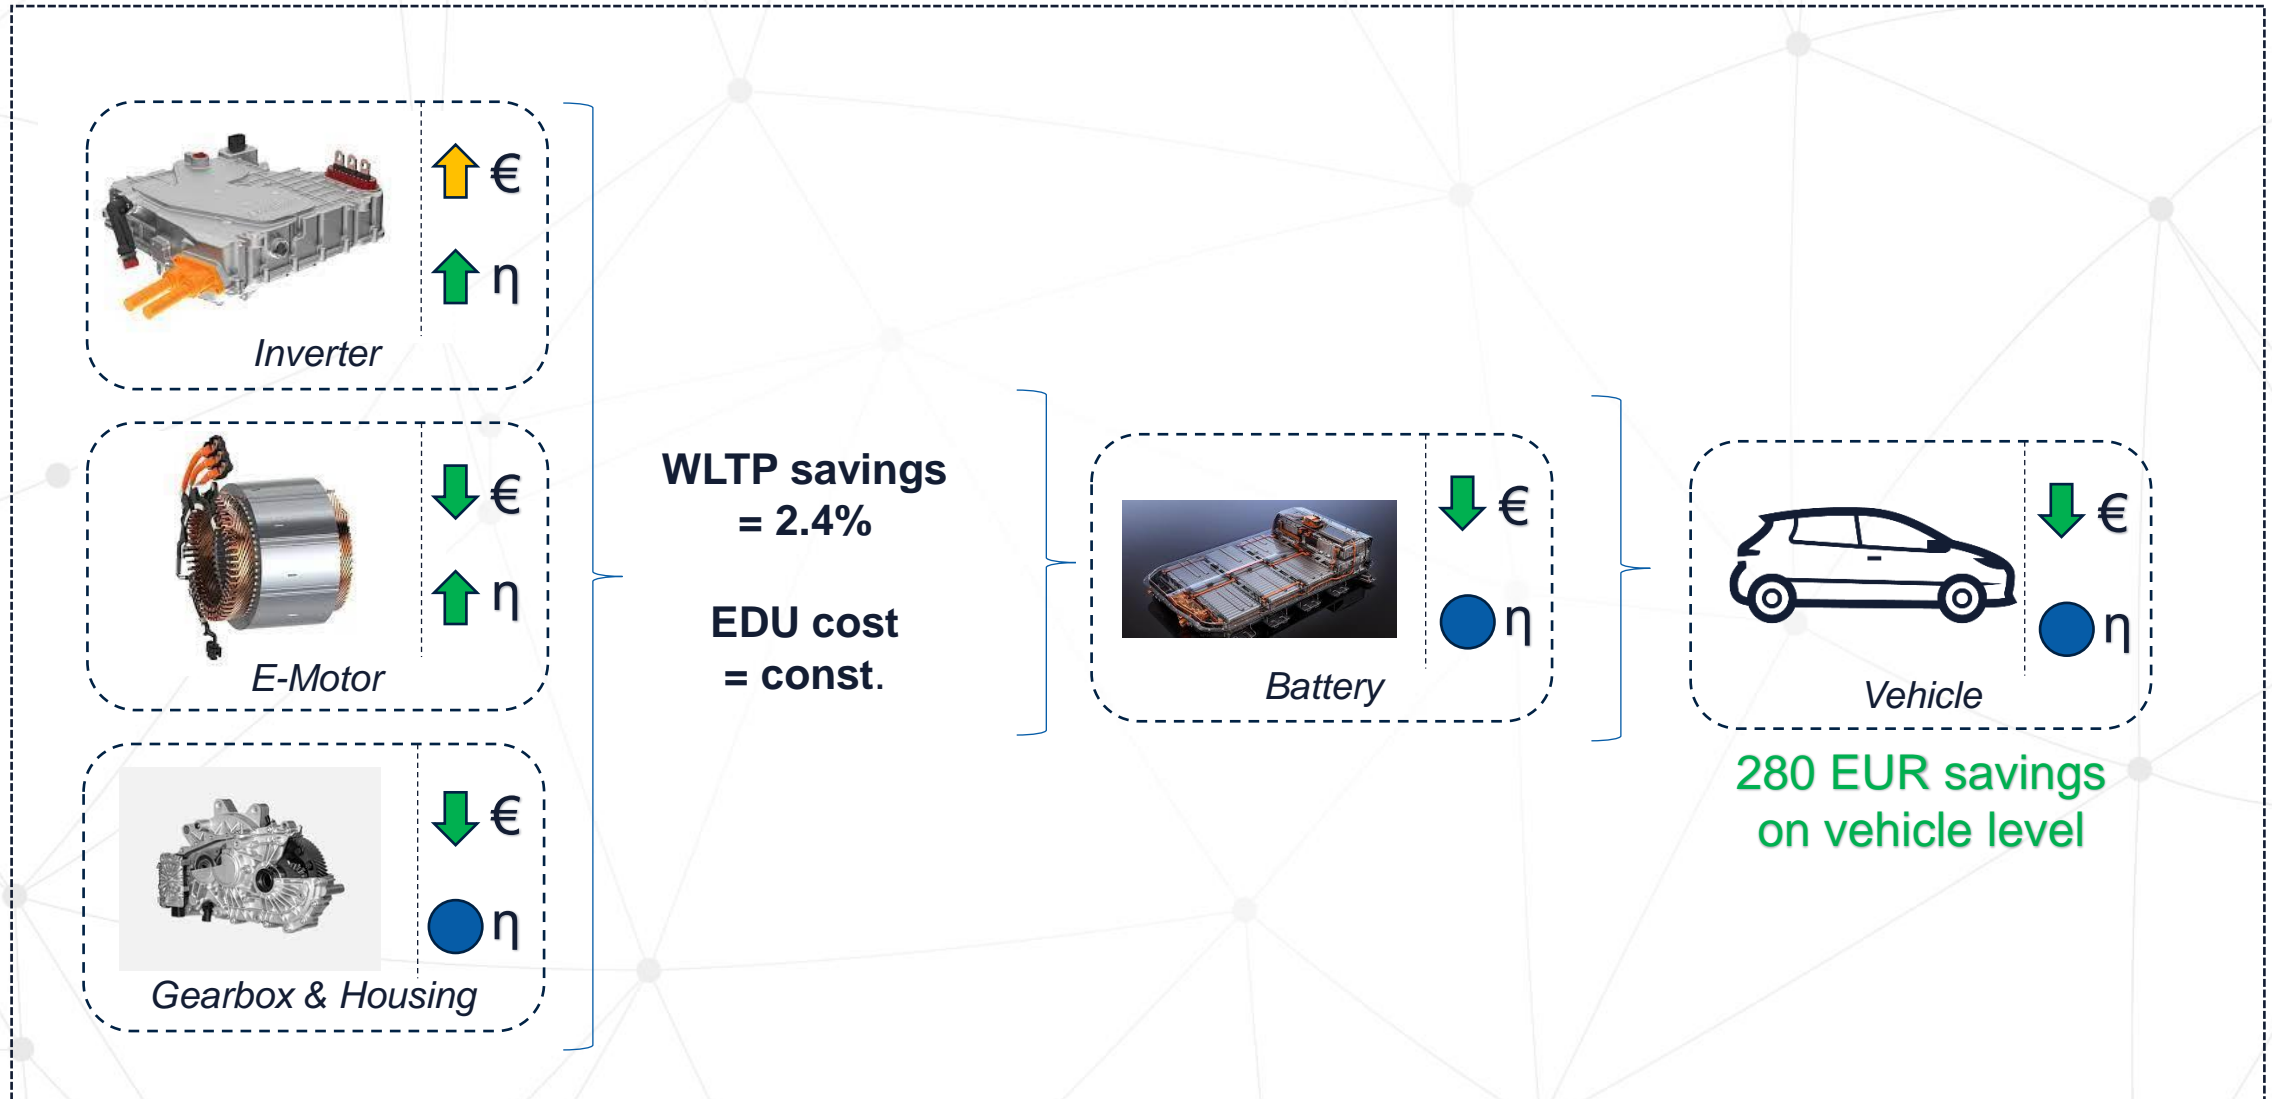 €
η
Inverter
€
η
E-Motor
€
η
Gearbox & Housing
WLTP savings
= 2.4%
EDU cost
= const.
€
η
Battery
€
η
Vehicle
280 EUR savings
on vehicle level